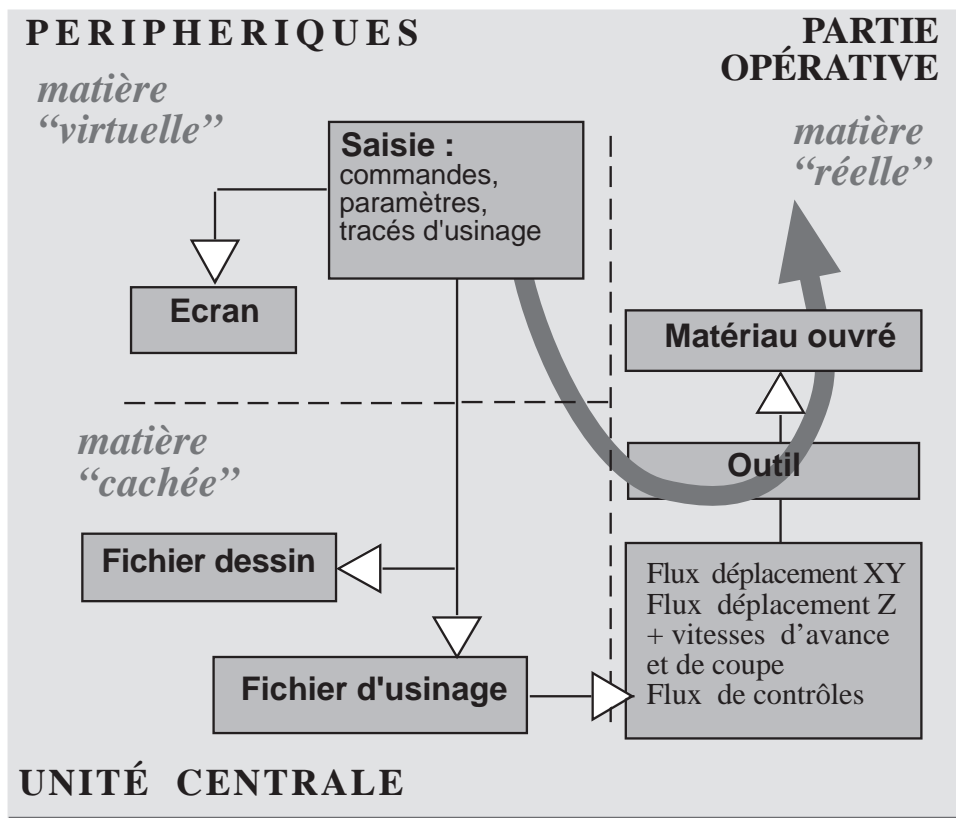 PERIPHERIQUES
matière
“virtuelle”
Saisie :
commandes,
paramètres,
tracés d'usinage
Ecran
PARTIE
OPÉRATIVE
matière
“réelle”
Matériau ouvré
Outil
matière
“cachée”
Fichier dessin
Fichier d'usinage
Flux déplacement XY
Flux déplacement Z
+ vitesses d’avance
et de coupe
Flux de contrôles
UNITÉ CENTRALE